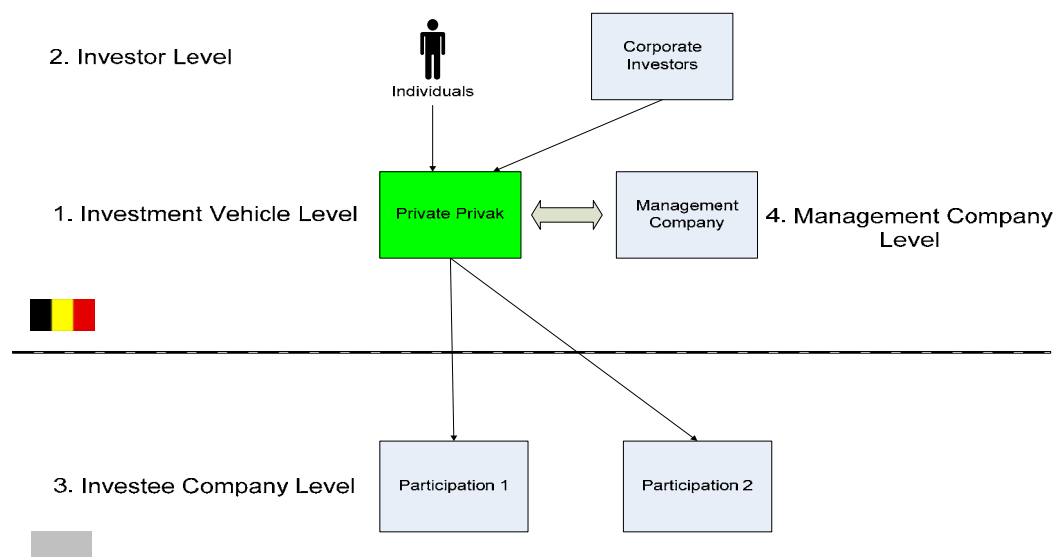 2. Investor Level
Individuals
Corporate
Investors
1. Investment Vehicle Level
Private Privak
Management
Company
4. Management Company
Level
3. Investee Company Level
Participation 1
Participation 2